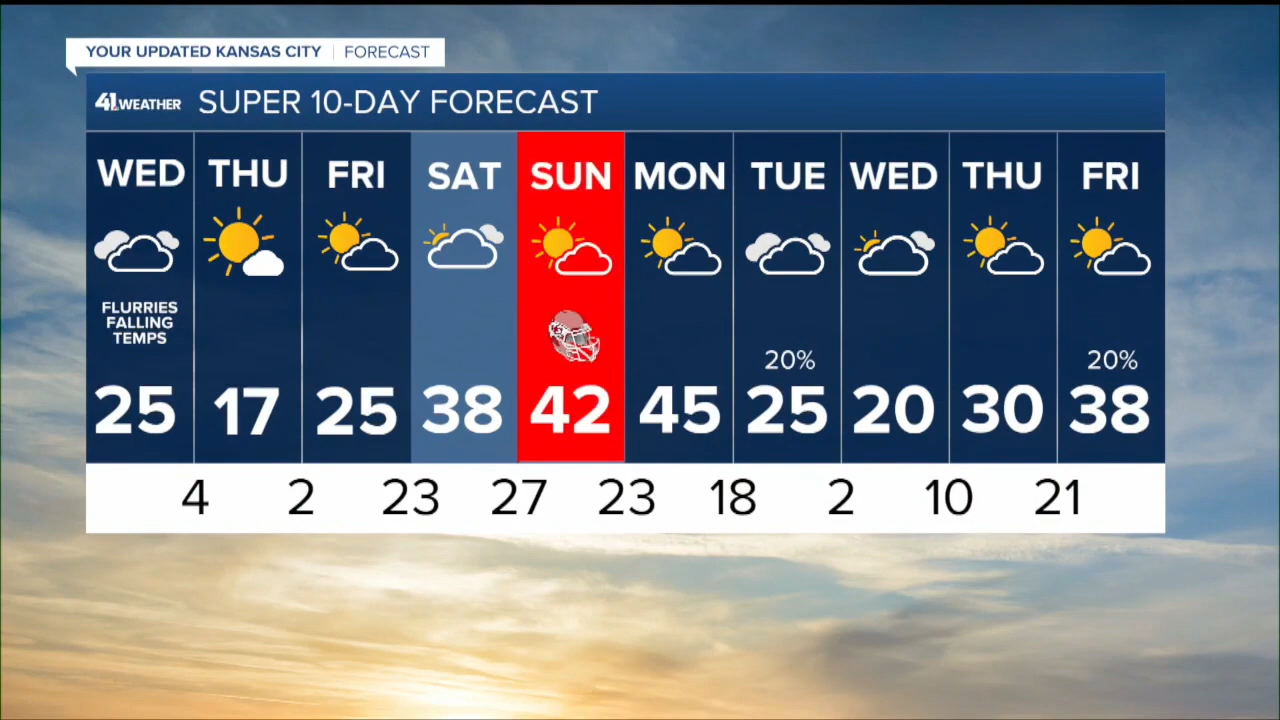 YOUR UPDATED KANSAS CITY | FORECAST
41 WEATHER SUPER 10-DAY FORECAST
WED THU FRI SAT SUN MON TUE WED THU FRI
FLURRIES
FALLING
TEMPS
20% 20%
25 17 25 38 42 45 25 20 30 38
4 2 23 27 23 18 2 10 21